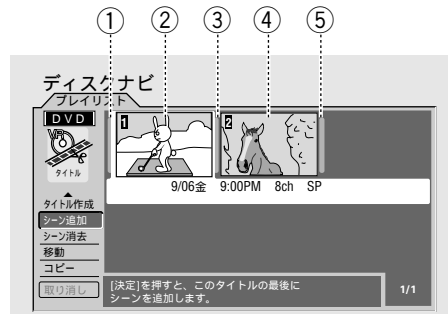 ① ② ③ ④ ⑤
ディスクナビ
プレイリスト
DVD
VR
タイトル
1
2
9/06金 9:00PM 8ch SP
タイトル作成
シーン追加
シーン消去
移動
コピー
取り消し
[決定]を押すと、このタイトルの最後に
シーンを追加します。
1/1